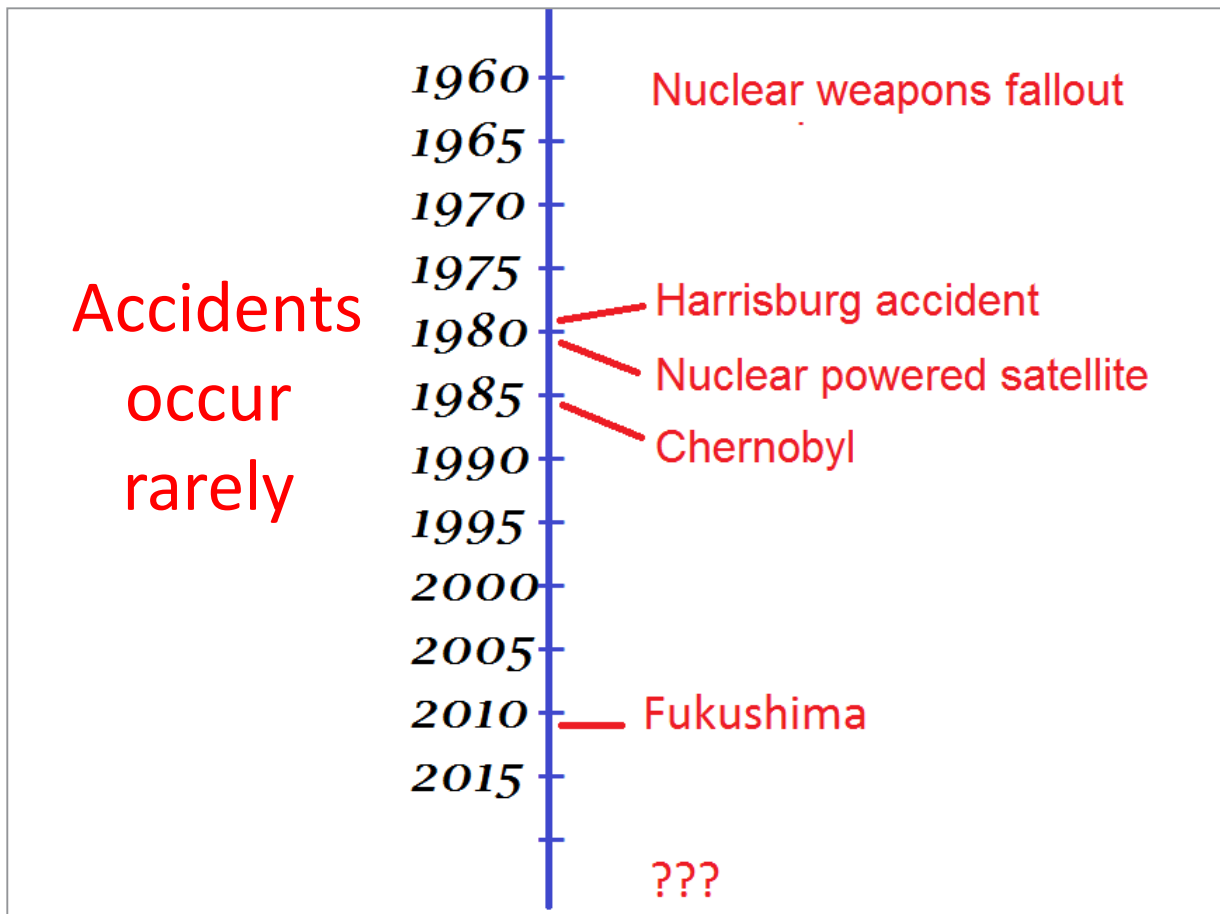 1960
Nuclear weapons fallout
1965
1970
1975
Harrisburg accident
1980
Nuclear powered satellite
1985
Chernobyl
1990
1995
2000
2005
2010
Fukushima
2015
???
Accidents
occur
rarely